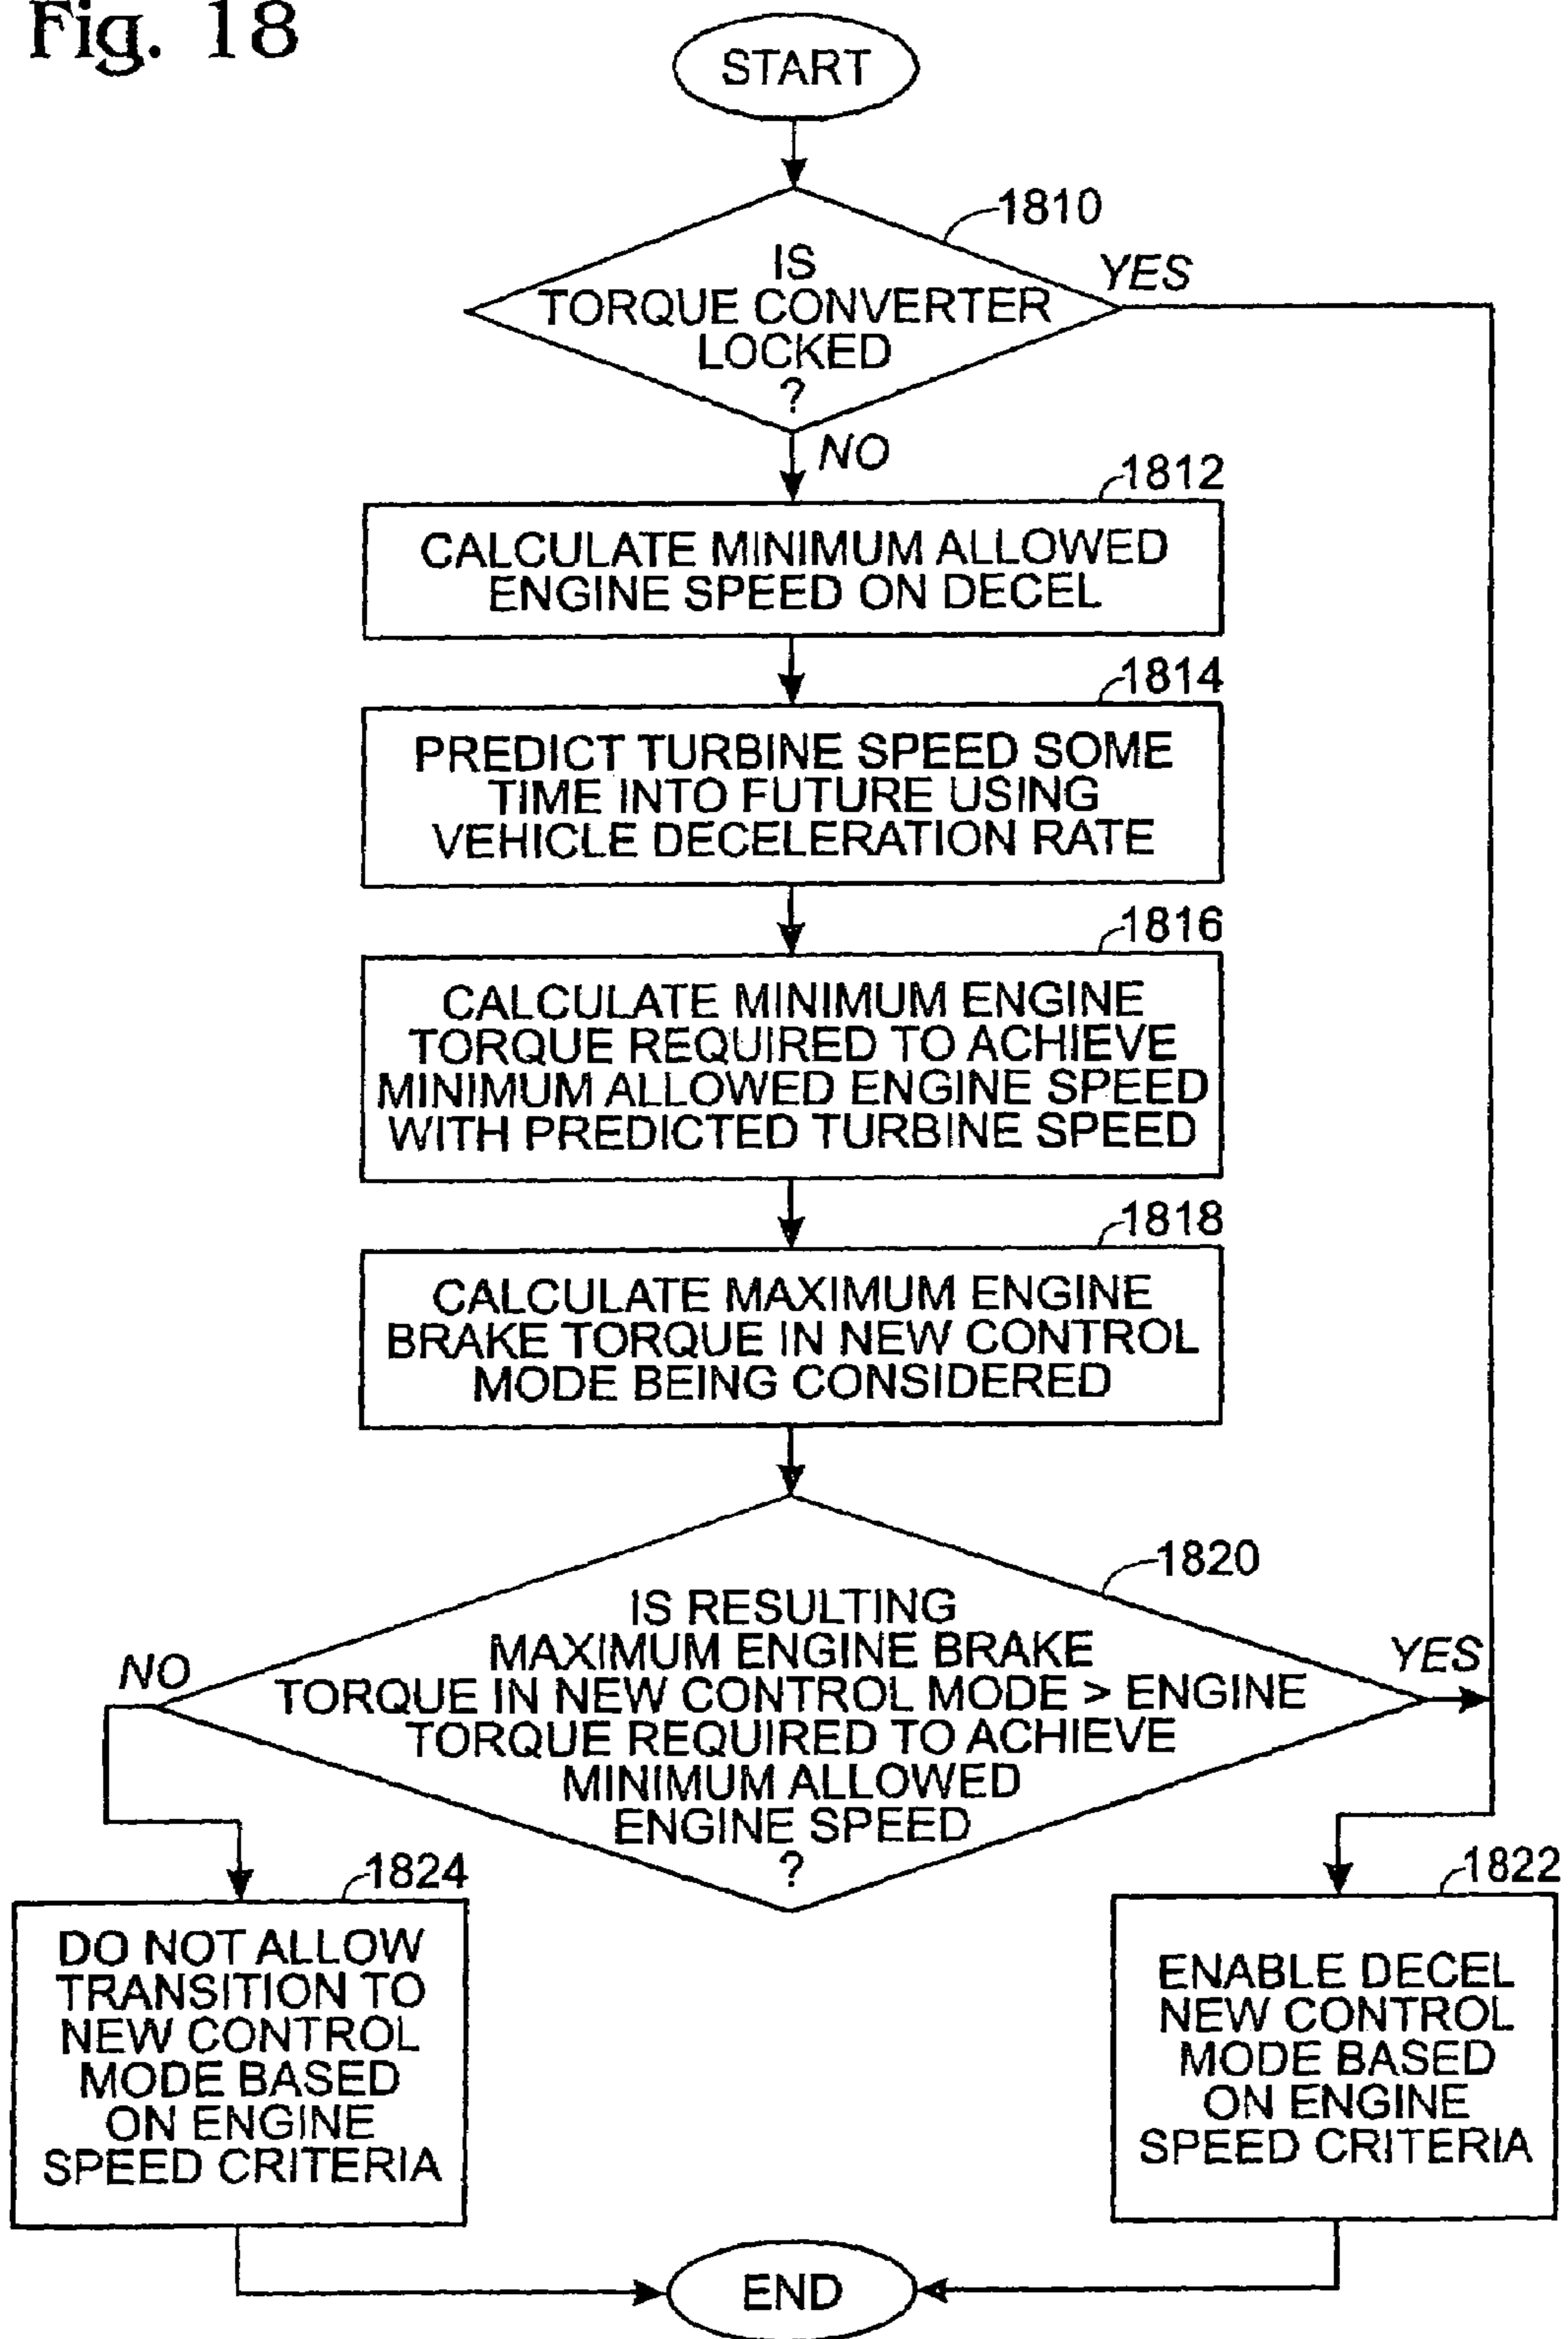 Fig. 18
START
1810
IS
TORQUE CONVERTER
LOCKED
?
YES
NO
1812
CALCULATE MINIMUM ALLOWED
ENGINE SPEED ON DECEL
1814
PREDICT TURBINE SPEED SOME
TIME INTO FUTURE USING
VEHICLE DECELERATION RATE
1816
CALCULATE MINIMUM ENGINE
TORQUE REQUIRED TO ACHIEVE
MINIMUM ALLOWED ENGINE SPEED
WITH PREDICTED TURBINE SPEED
1818
CALCULATE MAXIMUM ENGINE
BRAKE TORQUE IN NEW CONTROL
MODE BEING CONSIDERED
1820
IS RESULTING
MAXIMUM ENGINE BRAKE
TORQUE IN NEW CONTROL MODE > ENGINE
TORQUE REQUIRED TO ACHIEVE
MINIMUM ALLOWED
ENGINE SPEED
?
NO
YES
1824
DO NOT ALLOW
TRANSITION TO
NEW CONTROL
MODE BASED
ON ENGINE
SPEED CRITERIA
1822
ENABLE DECEL
NEW CONTROL
MODE BASED
ON ENGINE
SPEED CRITERIA
END